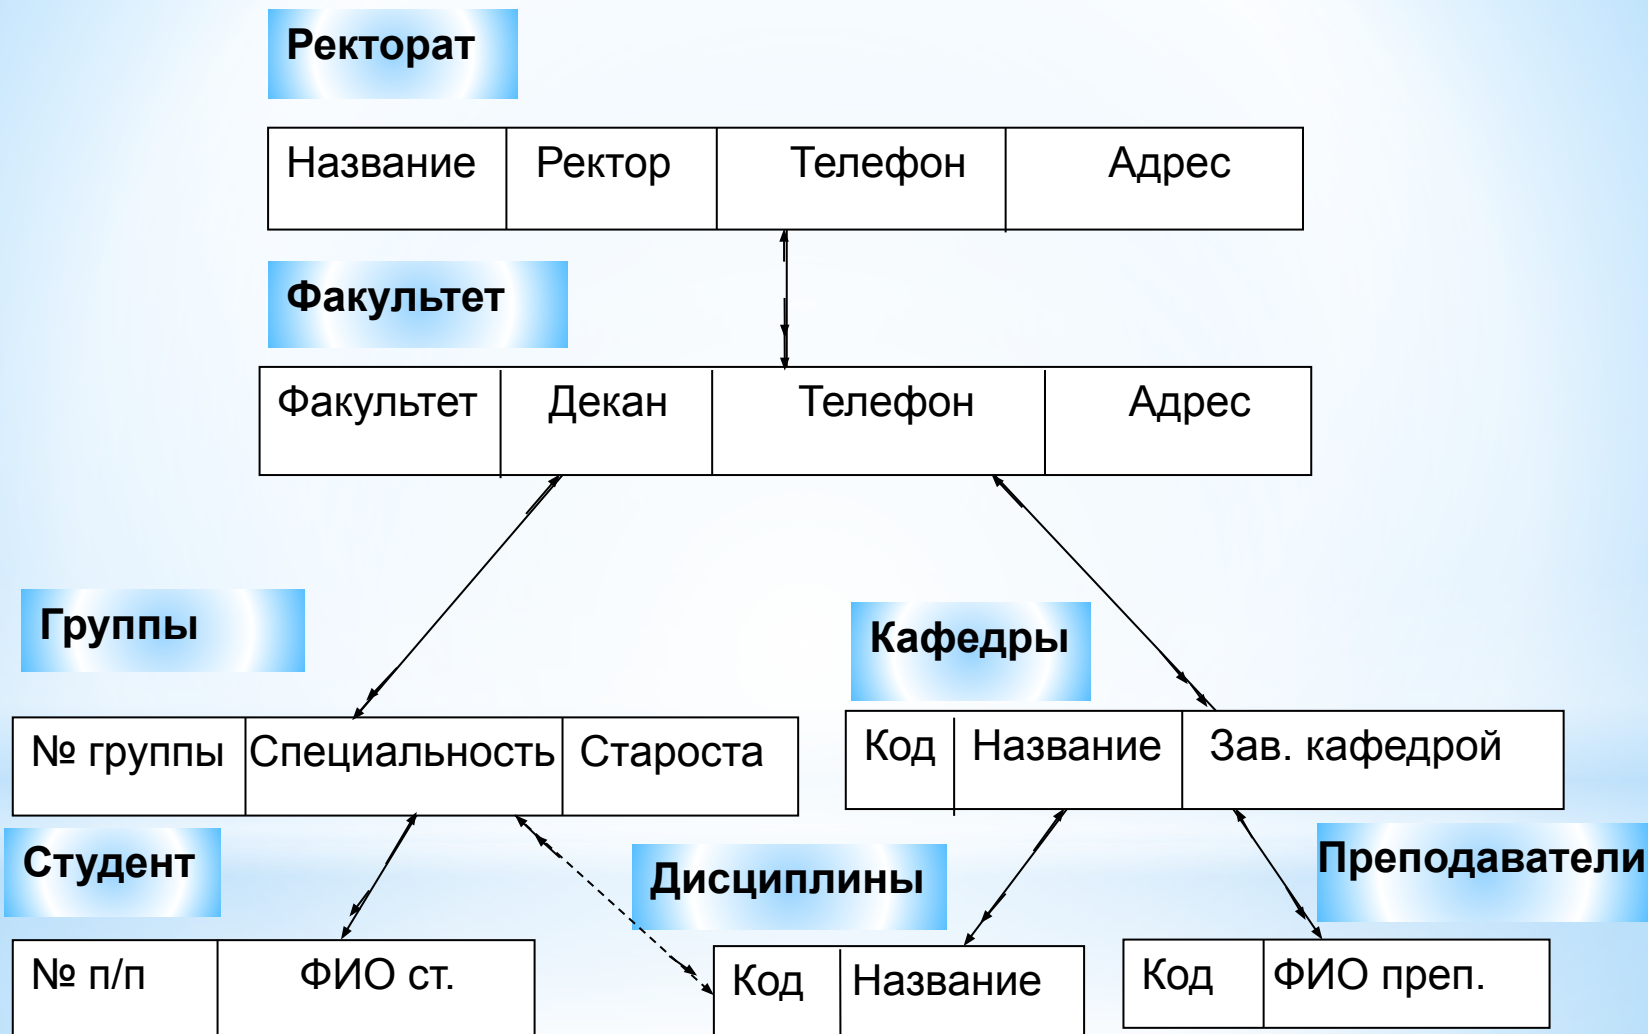 Ректорат
Название Ректор Телефон Адрес
Факультет
Факультет Декан Телефон Адрес
Группы
Кафедры
№ группы Специальность Староста
Код Название Зав. кафедрой
Студент
Дисциплины
Преподаватели
№ п/п ФИО ст.
Код Название
Код ФИО преп.